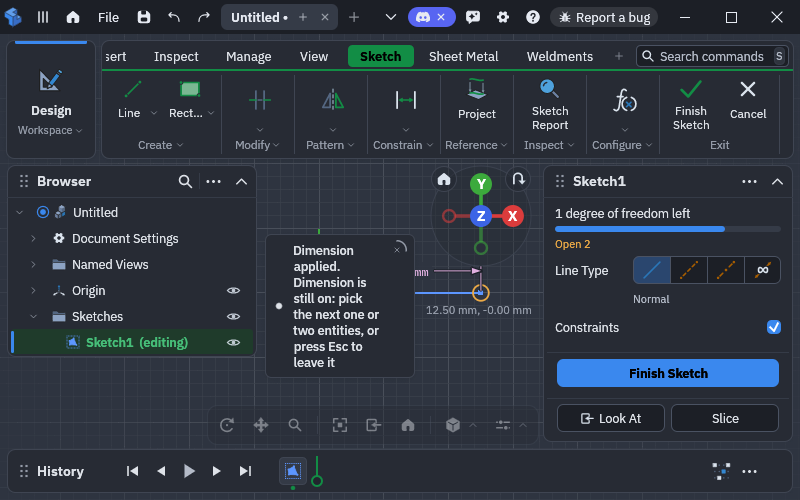 File
Untitled •
Report a bug
sert
Inspect
Manage
View
Sketch
Sheet Metal
Weldments
Search commands
S
Design
Workspace
Line
Rect...
Create
Modify
Pattern
Constrain
Project
Reference
Sketch
Report
Inspect
Configure
Finish
Sketch
Cancel
Exit
Browser
Untitled
Document Settings
Named Views
Origin
Sketches
Sketch1 (editing)
Dimension
applied.
Dimension is
still on: pick
the next one or
two entities, or
press Esc to
leave it
mm
12.50 mm, -0.00 mm
Y
Z
X
Sketch1
1 degree of freedom left
Open 2
Line Type
Normal
Constraints
Finish Sketch
Look At
Slice
History